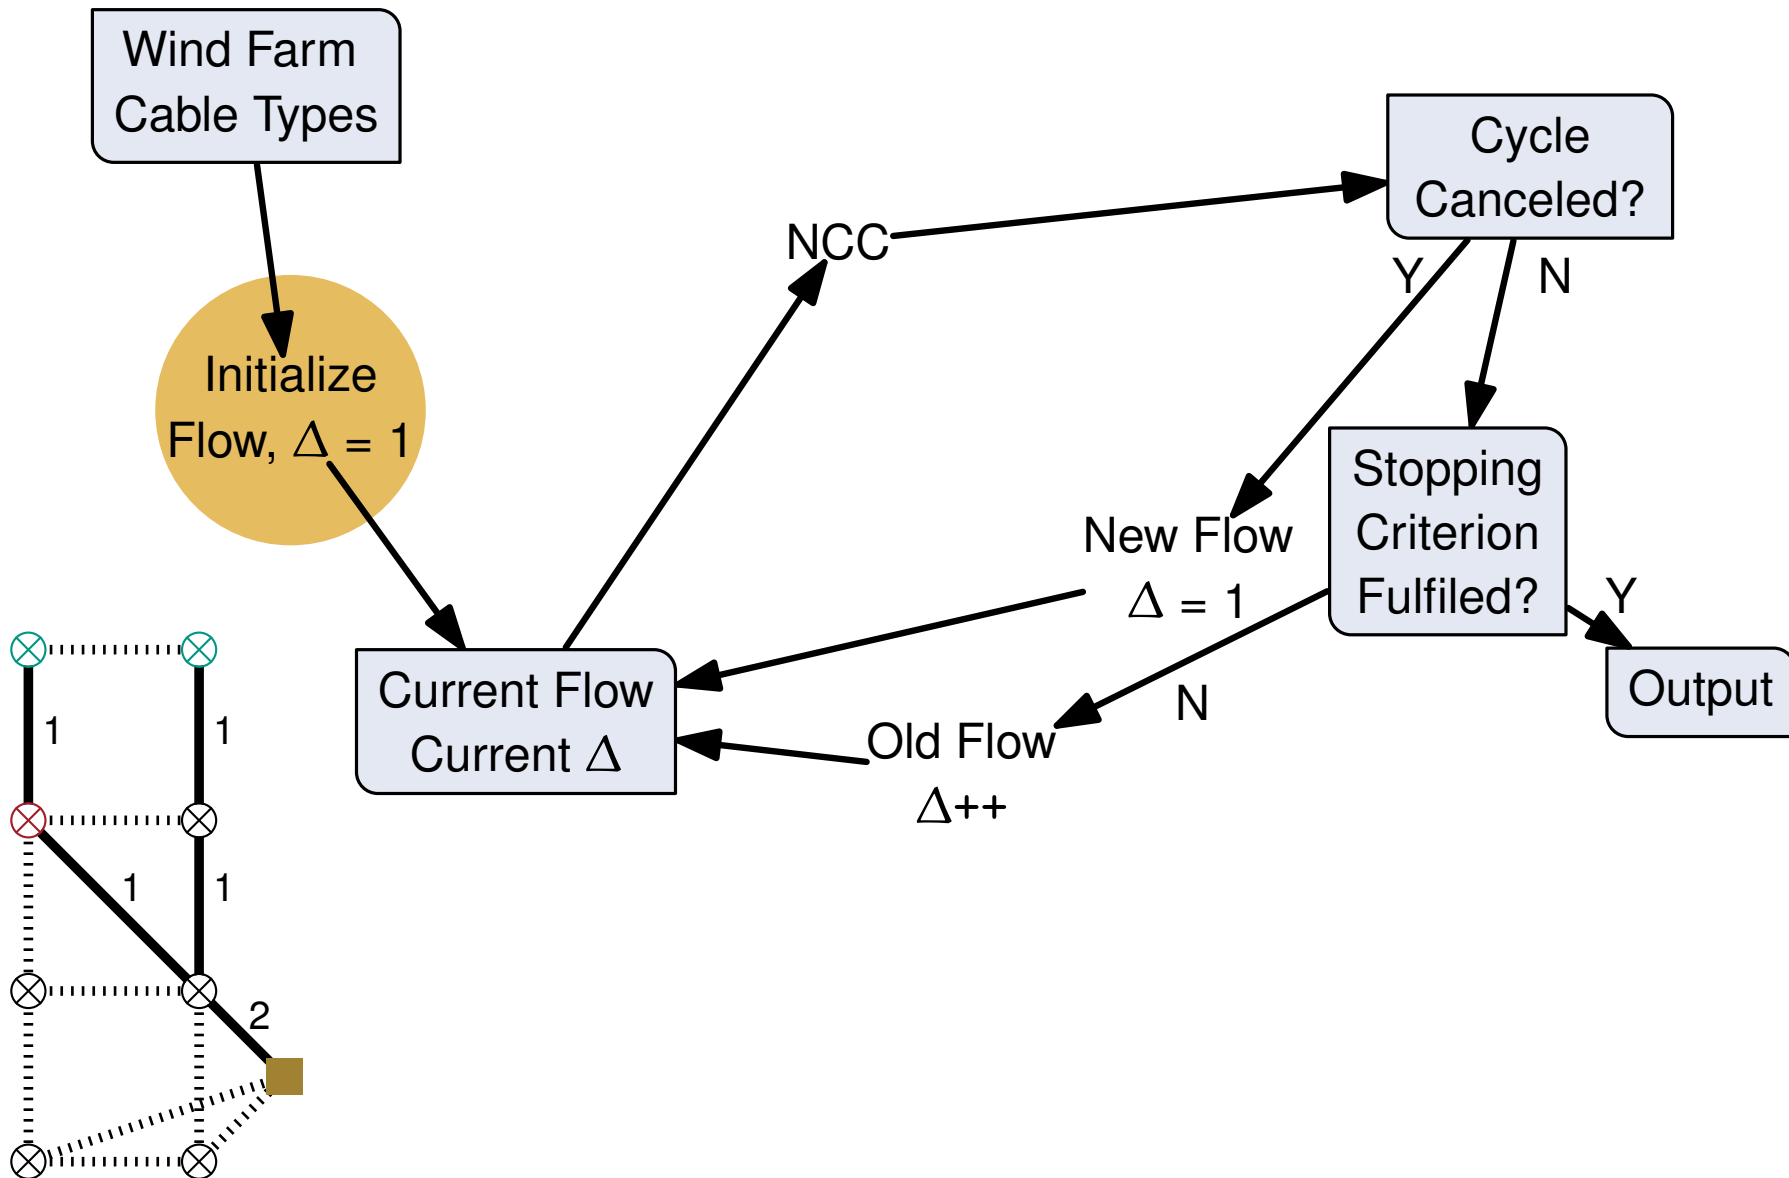 Wind Farm
Cable Types
Initialize
Flow, Δ = 1
NCC
Cycle
Canceled?
Y
N
Stopping
Criterion
Fulfiled?
Y
N
Output
New Flow
Δ = 1
Old Flow
Δ++
Current Flow
Current Δ
1
1
1
1
2